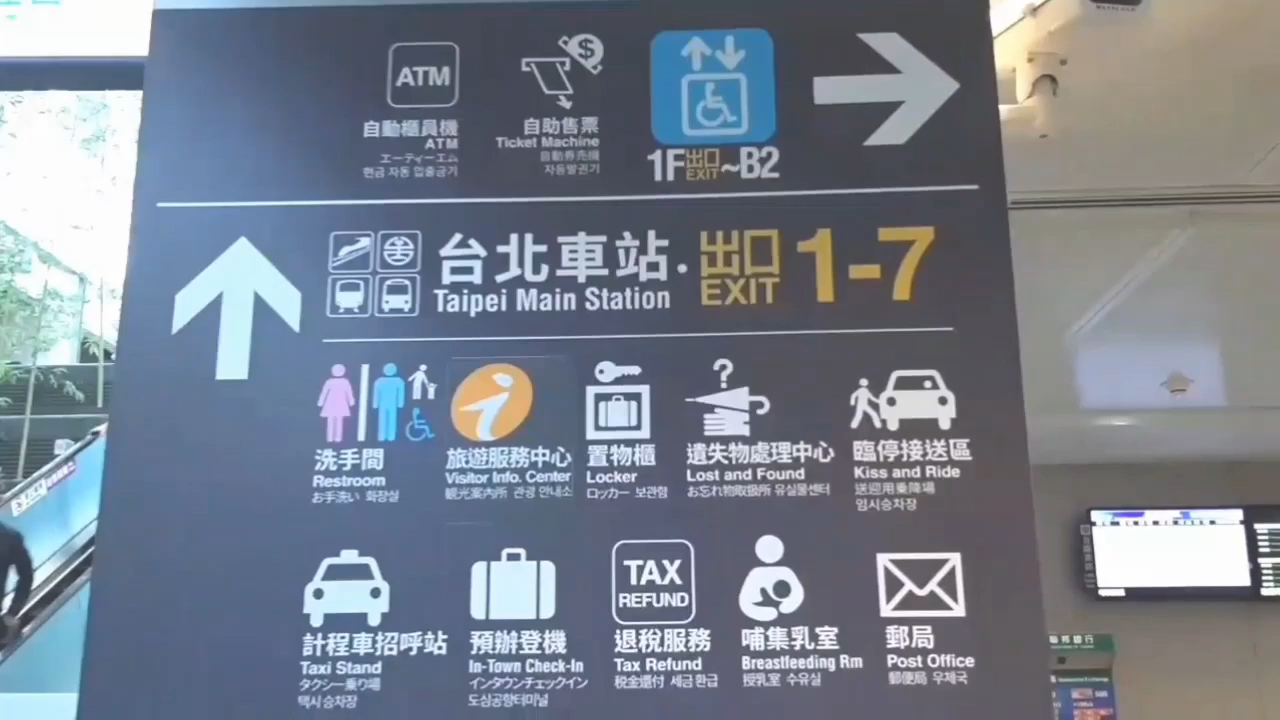 ATM
自動櫃員機
ATM
エーティーエム
현금 자동 입출금기
$
自助售票
Ticket Machine
自動券売機
자동발권기
1F出口EXIT~B2
台北車站·出口 1-7
Taipei Main Station EXIT
洗手間
Restroom
お手洗い 화장실
旅遊服務中心
Visitor Info. Center
観光案内所 관광 안내소
置物櫃
Locker
ロッカー 보관함
?
遺失物處理中心
Lost and Found
お忘れ物取扱所 유실물센터
臨停接送區
Kiss and Ride
送迎用乗降場
임시승차장
計程車招呼站
Taxi Stand
タクシー乗り場
택시 승차장
預辦登機
In-Town Check-In
インタウンチェックイン
도심공항터미널
TAX
REFUND
退稅服務
Tax Refund
税金還付 세금 환급
哺集乳室
Breastfeeding Rm
授乳室 수유실
郵局
Post Office
郵便局 우체국